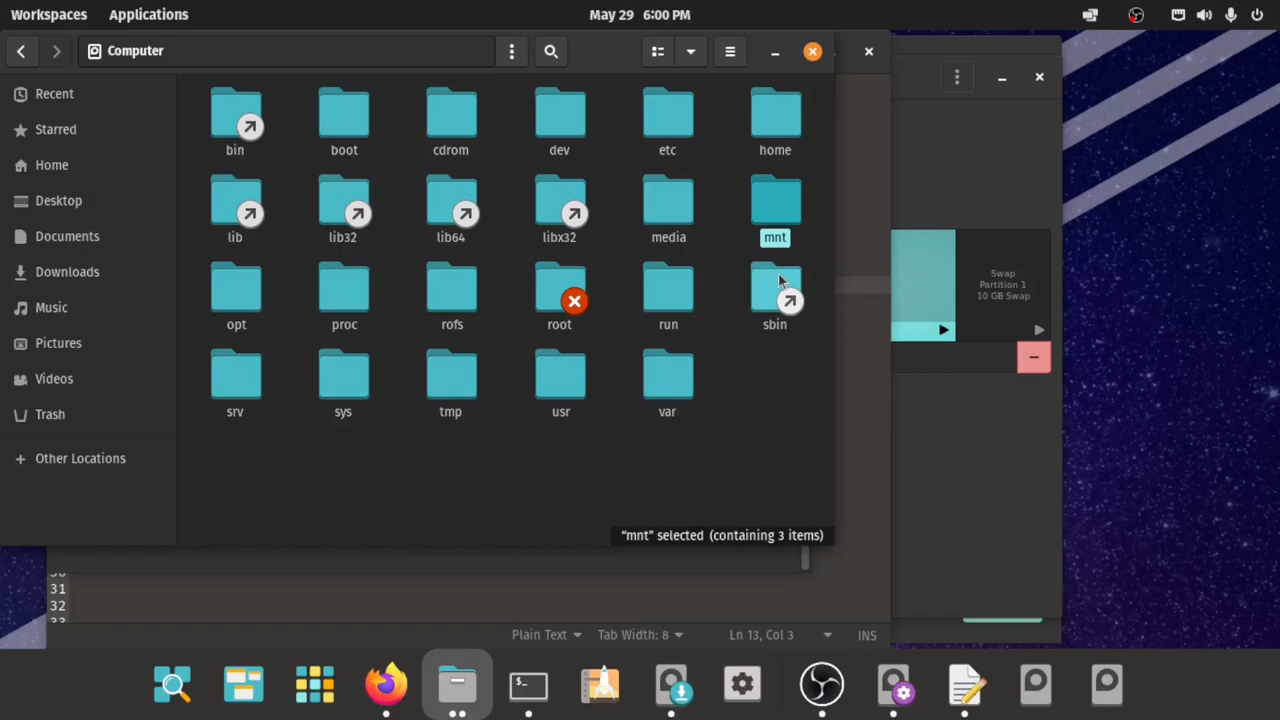 Workspaces Applications May 29 6:00 PM
Computer
Recent
Starred
Home
Desktop
Documents
Downloads
Music
Pictures
Videos
Trash
Other Locations
bin boot cdrom dev etc home
lib lib32 lib64 libx32 media mnt
opt proc rofs root run sbin
srv sys tmp usr var
"mnt" selected (containing 3 items)
Swap
Partition 1
10 GB Swap
31
32
33
Plain Text Tab Width: 8 Ln 13, Col 3 INS
$_